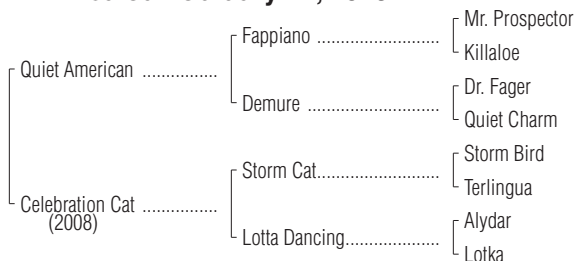 Mr. Prospector
Fappiano
Killaloe
Quiet American
Dr. Fager
Demure
Quiet Charm
Storm Bird
Storm Cat
Terlingua
Celebration Cat
(2008)
Alydar
Lotta Dancing
Lotka